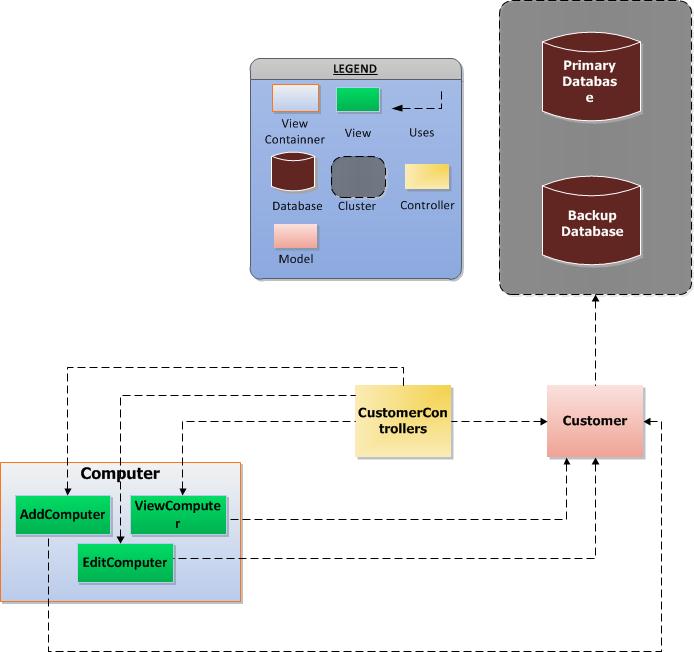 Primary
Databas
e
Backup
Database
LEGEND
View
Containner
View
Uses
Database
Cluster
Controller
Model
CustomerCon
trollers
Customer
Computer
AddComputer
ViewCompute
r
EditComputer